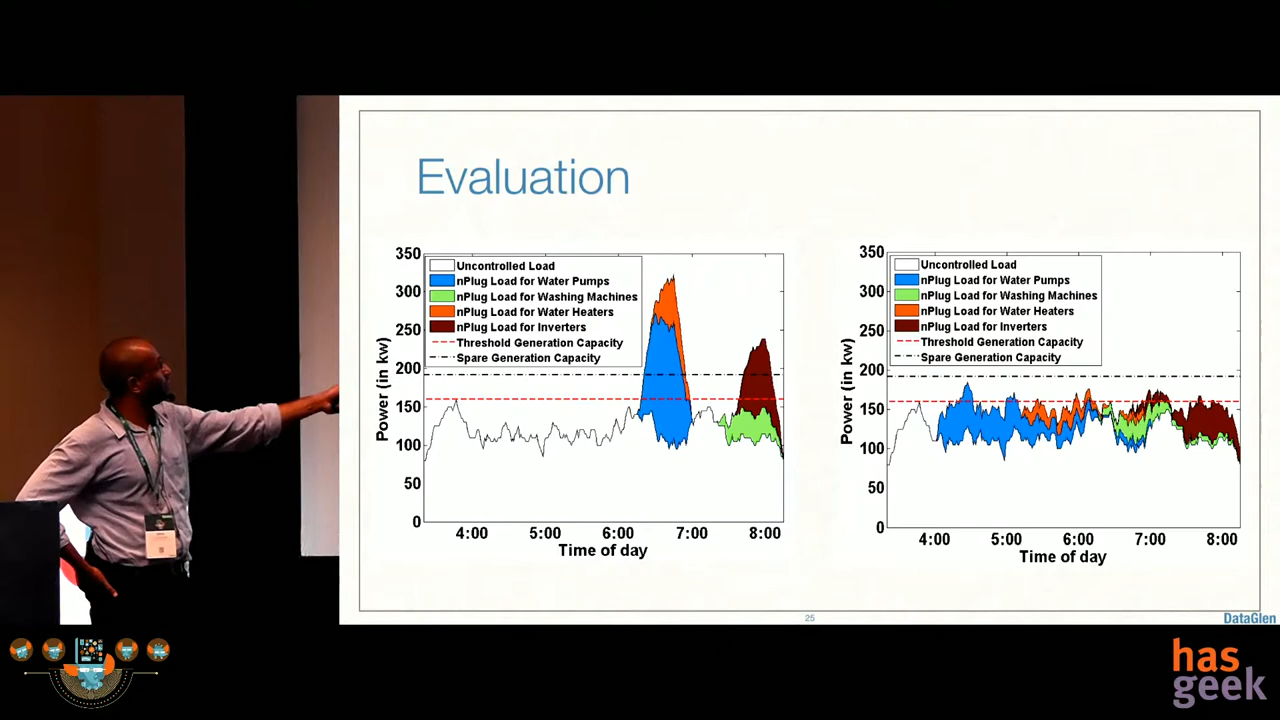 Evaluation
350
300
250
200
150
100
50
0
Power (in kw)
Uncontrolled Load
nPlug Load for Water Pumps
nPlug Load for Washing Machines
nPlug Load for Water Heaters
nPlug Load for Inverters
Threshold Generation Capacity
Spare Generation Capacity
4:00 5:00 6:00 7:00 8:00
Time of day
350
300
250
200
150
100
50
0
Power (in kw)
Uncontrolled Load
nPlug Load for Water Pumps
nPlug Load for Washing Machines
nPlug Load for Water Heaters
nPlug Load for Inverters
Threshold Generation Capacity
Spare Generation Capacity
4:00 5:00 6:00 7:00 8:00
Time of day
25
DataGlen
has
geek